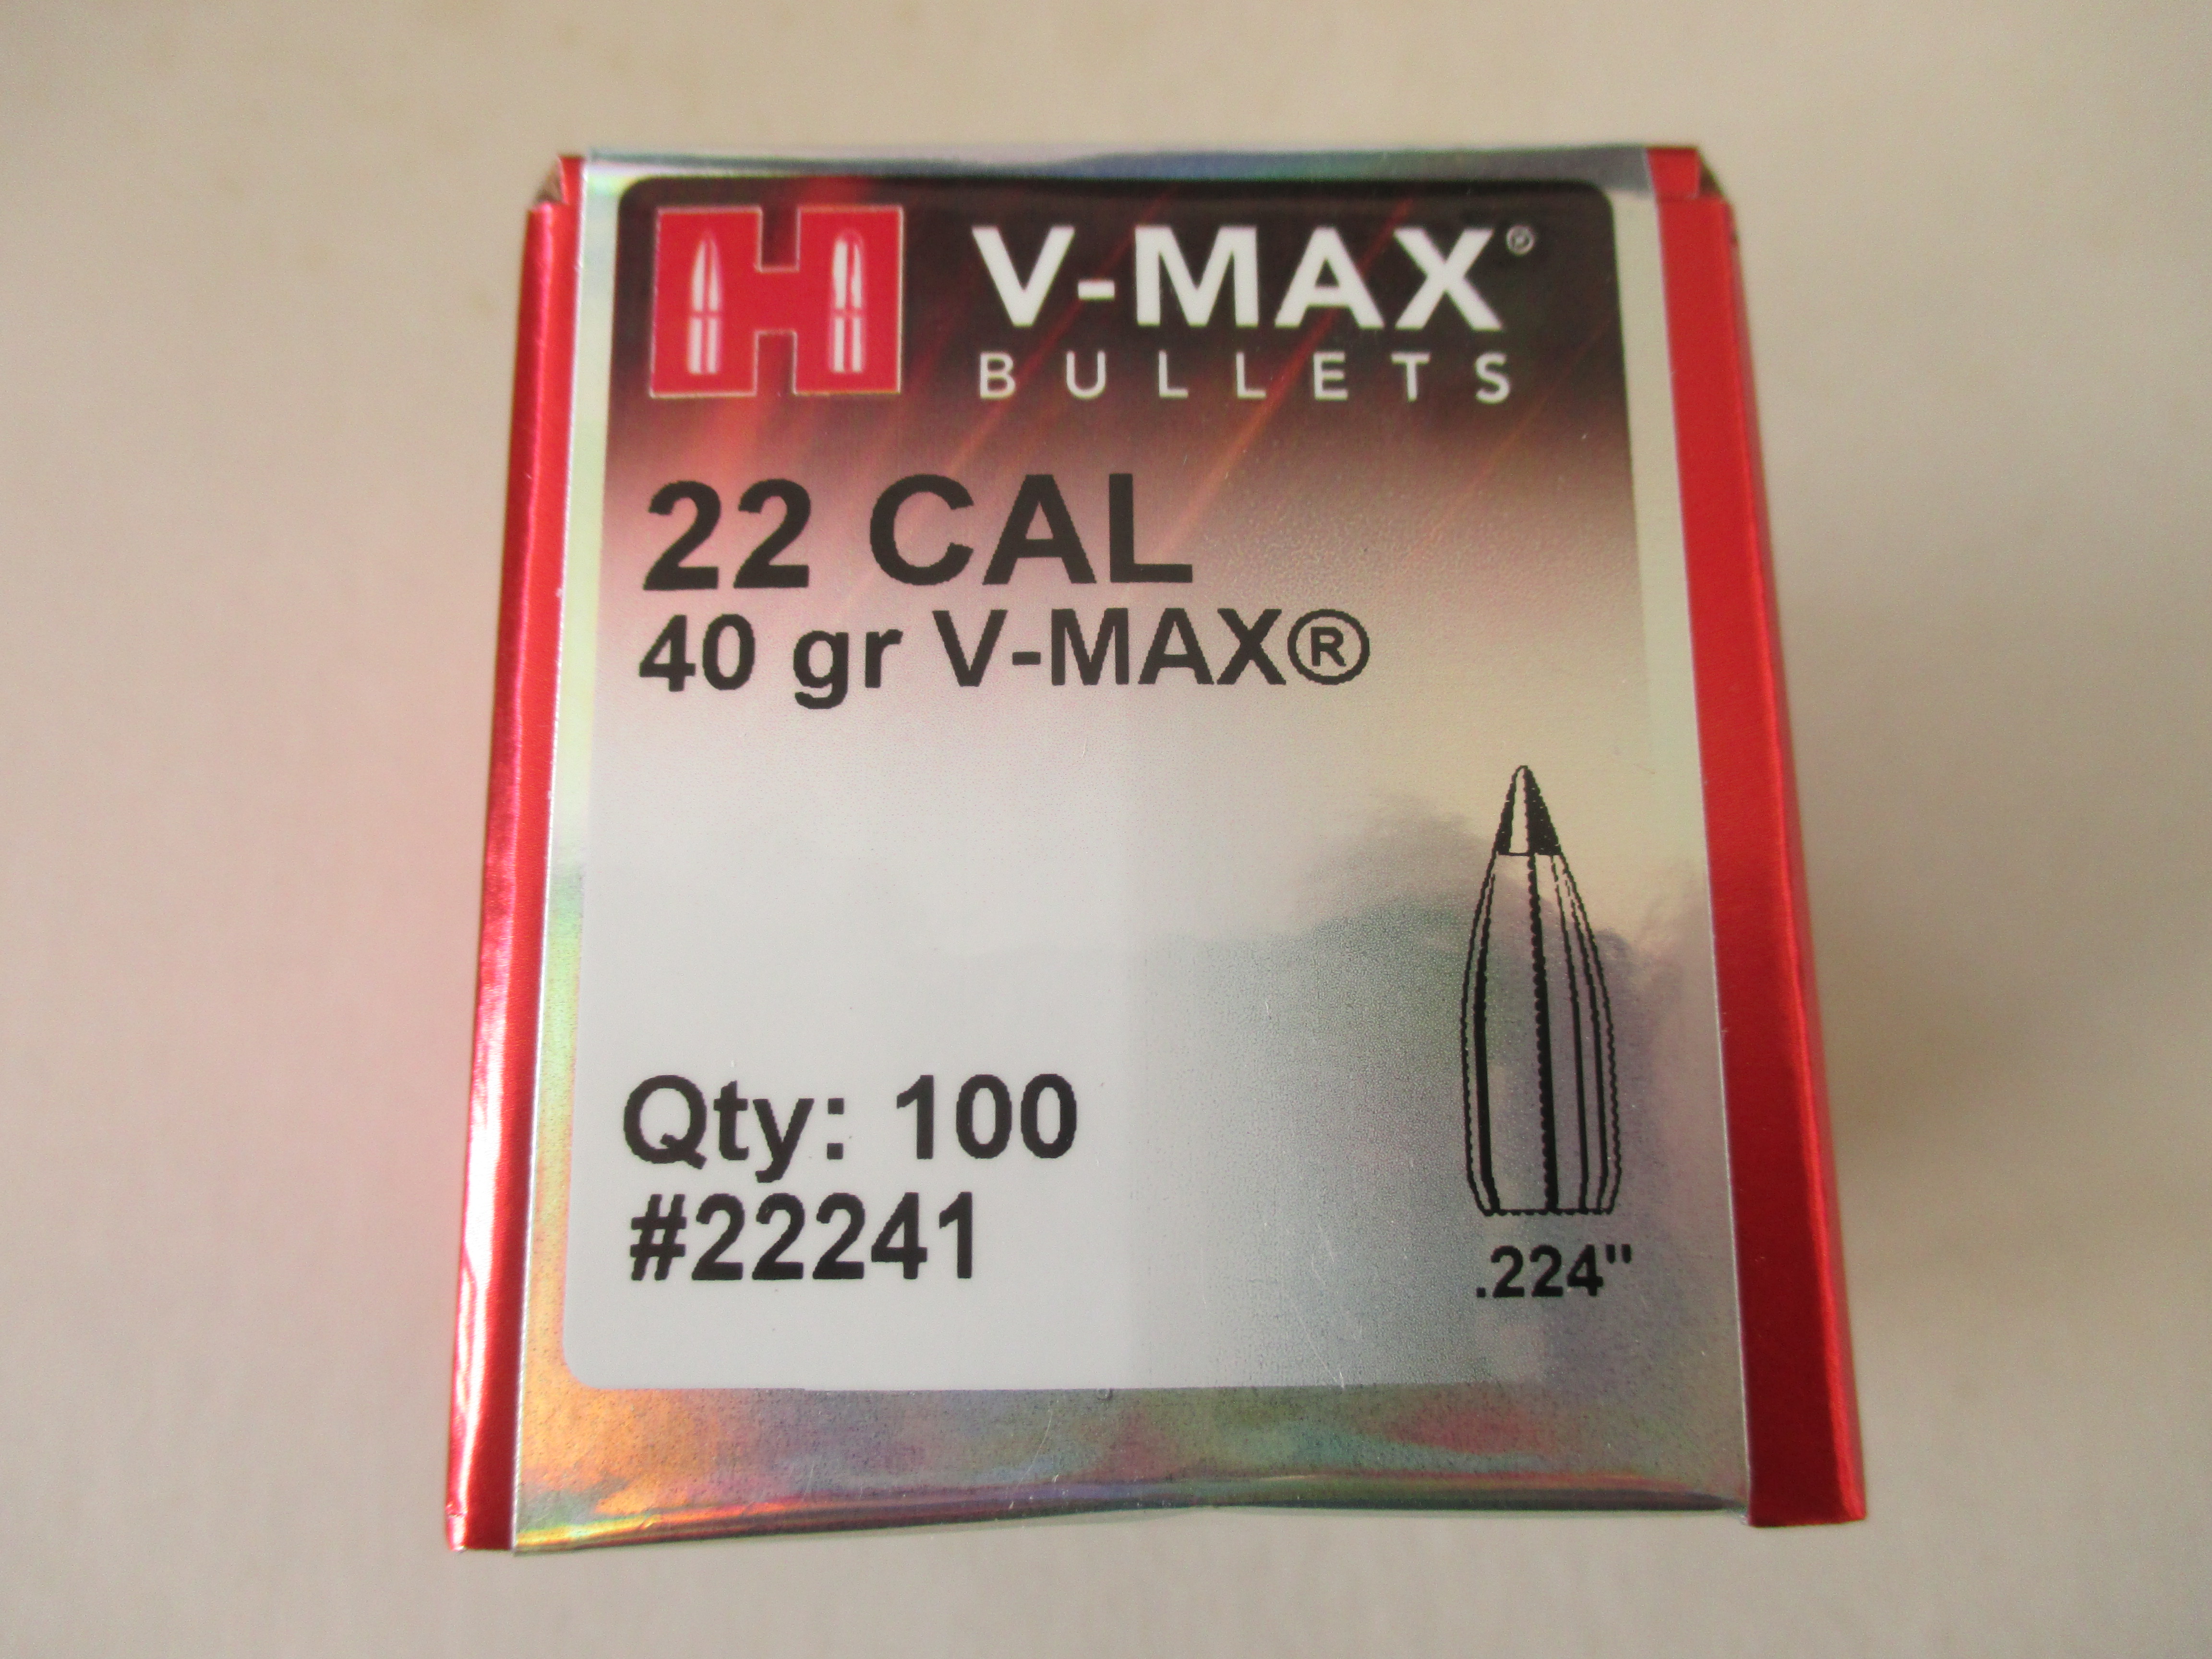 H V-MAX®
BULLETS
22 CAL
40 gr V-MAX®
Qty: 100
#22241
.224"